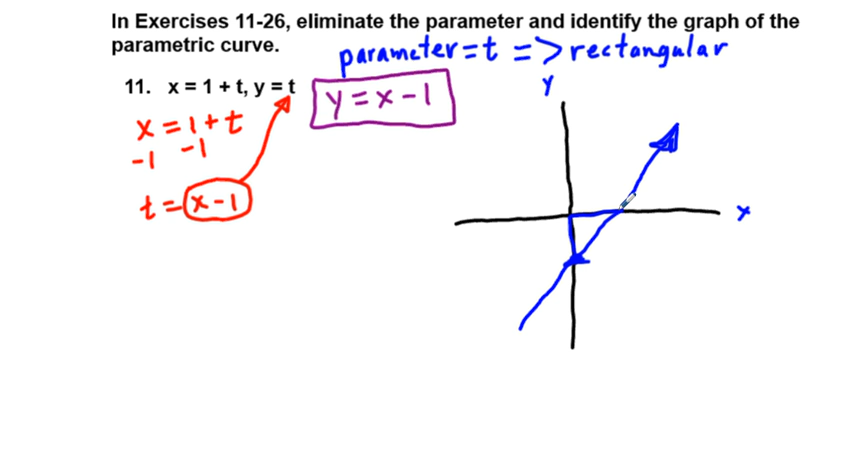 In Exercises 11-26, eliminate the parameter and identify the graph of the
parametric curve.
parameter = t => rectangular
11. x = 1 + t, y = t
y = x - 1
x = 1 + t
-1 -1
t = x - 1
y
x